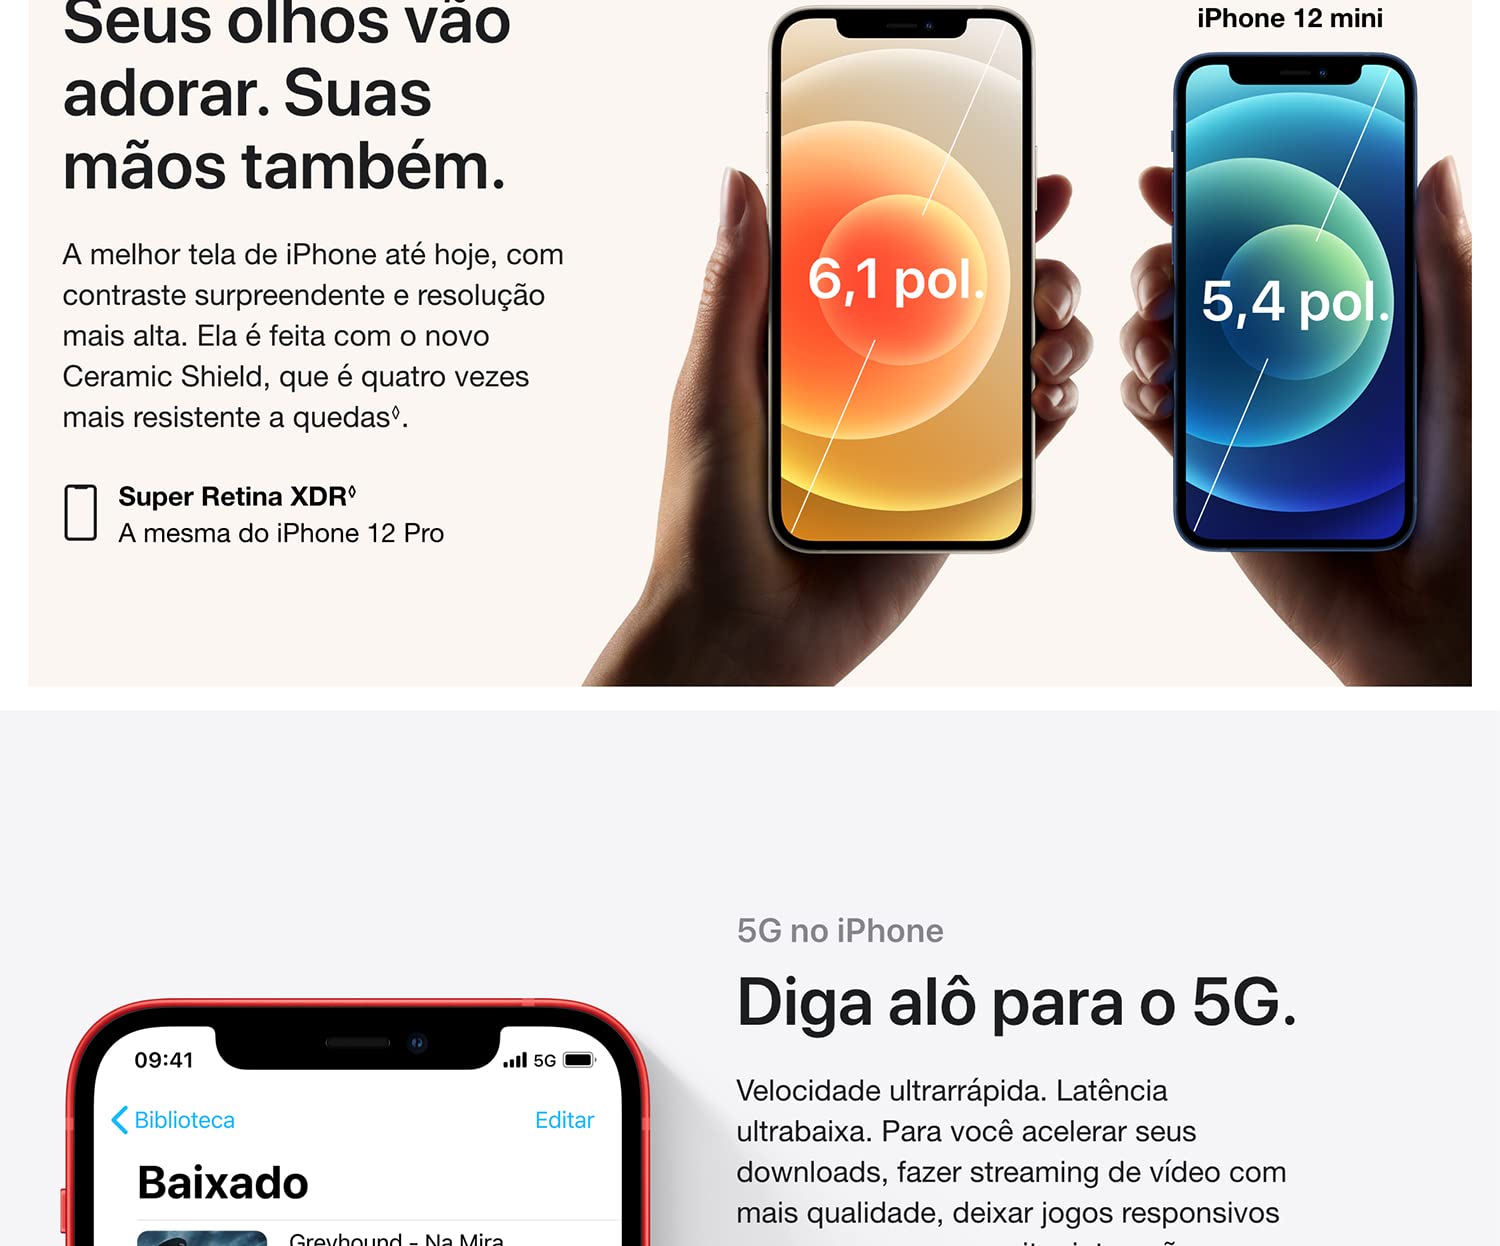 Seus olhos vão
adorar. Suas
mãos também.
A melhor tela de iPhone até hoje, com
contraste surpreendente e resolução
mais alta. Ela é feita com o novo
Ceramic Shield, que é quatro vezes
mais resistente a quedas◊.
Super Retina XDR◊
A mesma do iPhone 12 Pro
6,1 pol.
iPhone 12 mini
5,4 pol.
09:41
5G
Biblioteca
Editar
Baixado
Greyhound - Na Mira
5G no iPhone
Diga alô para o 5G.
Velocidade ultrarrápida. Latência
ultrabaixa. Para você acelerar seus
downloads, fazer streaming de vídeo com
mais qualidade, deixar jogos responsivos